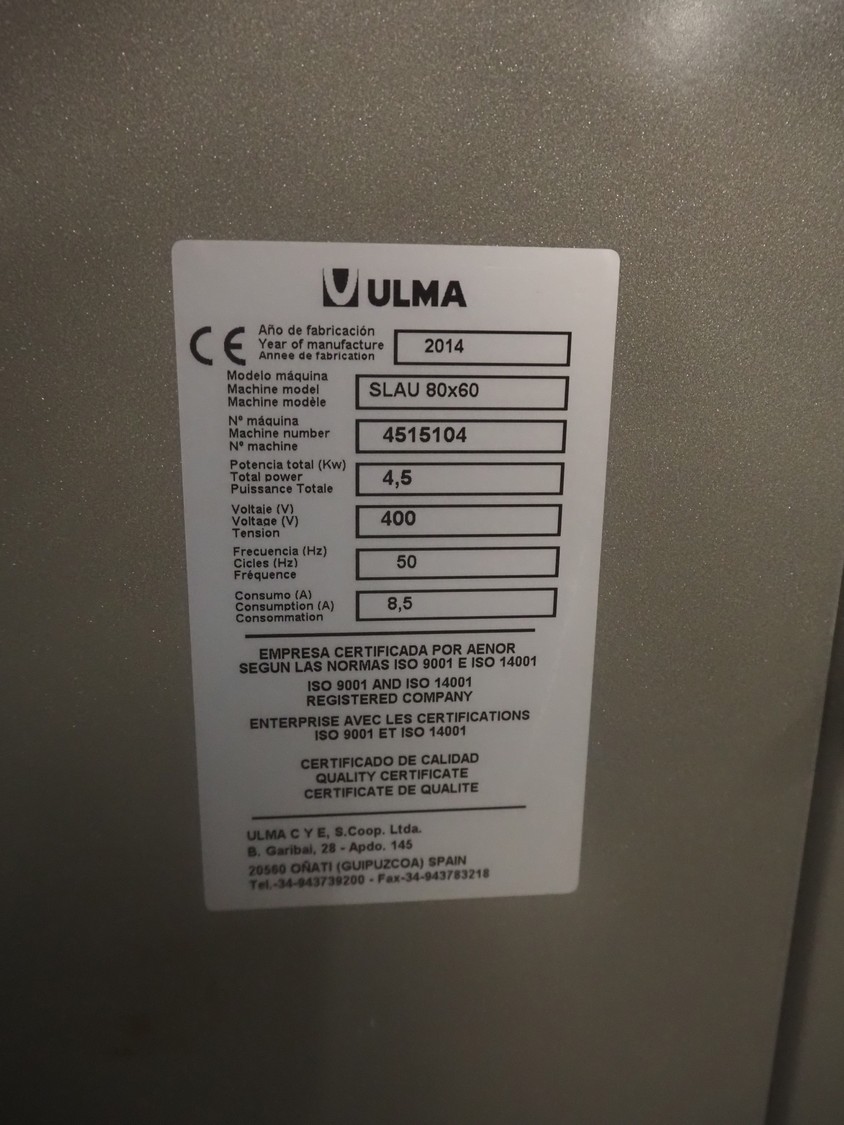 ULMA
CE
Año de fabricación
Year of manufacture
Annee de fabrication
2014
Modelo máquina
Machine model
Machine modèle
SLAU 80x60
Nº máquina
Machine number
Nº machine
4515104
Potencia total (Kw)
Total power
Puissance Totale
4,5
Voltaie (V)
Voltage (V)
Tension
400
Frecuencia (Hz)
Cicles (Hz)
Fréquence
50
Consumo (A)
Consumption (A)
Consommation
8,5
EMPRESA CERTIFICADA POR AENOR
SEGUN LAS NORMAS ISO 9001 E ISO 14001
ISO 9001 AND ISO 14001
REGISTERED COMPANY
ENTERPRISE AVEC LES CERTIFICATIONS
ISO 9001 ET ISO 14001
CERTIFICADO DE CALIDAD
QUALITY CERTIFICATE
CERTIFICATE DE QUALITE
ULMA C Y E, S.Coop. Ltda.
B. Garibai, 28 - Apdo. 145
20560 OÑATI (GUIPUZCOA) SPAIN
Tel.-34-943739200 - Fax-34-943783218